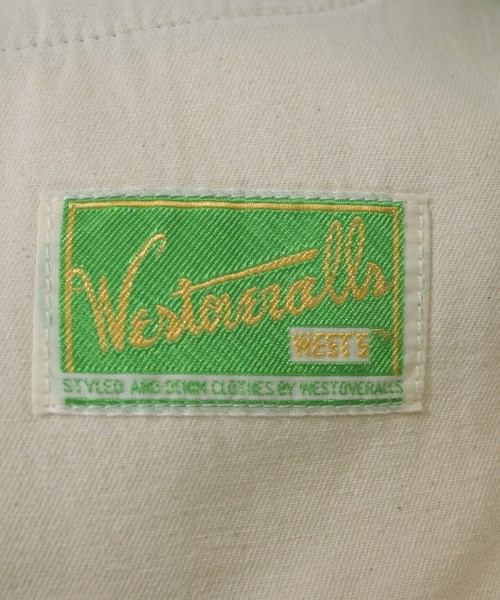 Westoveralls
WEST'S
STYLED AND DENIM CLOTHES BY WESTOVERALLS